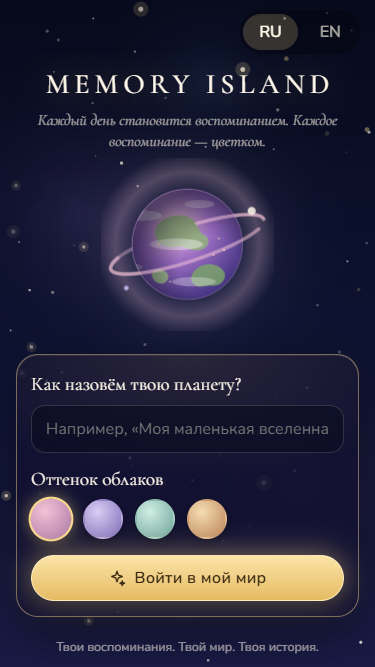 RU EN
MEMORY ISLAND
Каждый день становится воспоминанием. Каждое
воспоминание — цветком.
Как назовём твою планету?
Например, «Моя маленькая вселенна
Оттенок облаков
Войти в мой мир
Твои воспоминания. Твой мир. Твоя история.